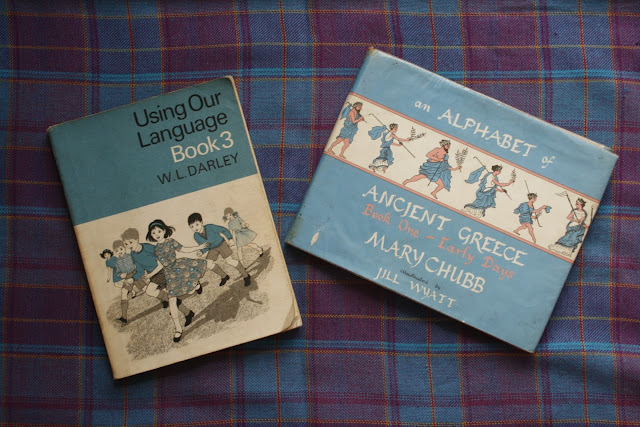 Using Our
Language
Book 3
W. L. DARLEY
an ALPHABET of
ANCIENT GREECE
Book One - Early Days
MARY CHUBB
illustrated by
JILL WYATT